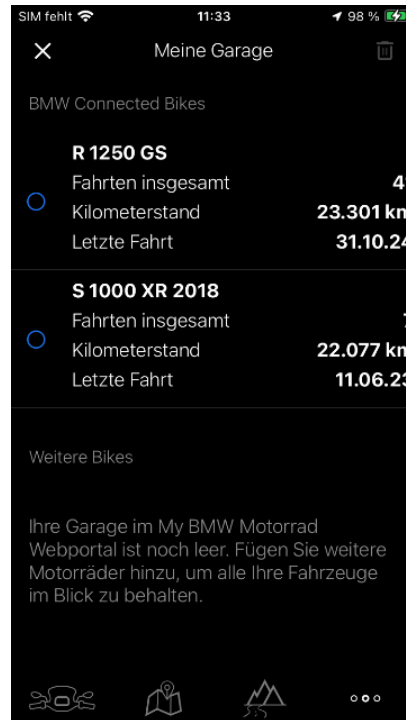 SIM fehlt 11:33 98 %
Meine Garage
BMW Connected Bikes
R 1250 GS
Fahrten insgesamt
Kilometerstand 23.301 km
Letzte Fahrt 31.10.24
S 1000 XR 2018
Fahrten insgesamt
Kilometerstand 22.077 km
Letzte Fahrt 11.06.23
Weitere Bikes
Ihre Garage im My BMW Motorrad
Webportal ist noch leer. Fügen Sie weitere
Motorräder hinzu, um alle Ihre Fahrzeuge
im Blick zu behalten.